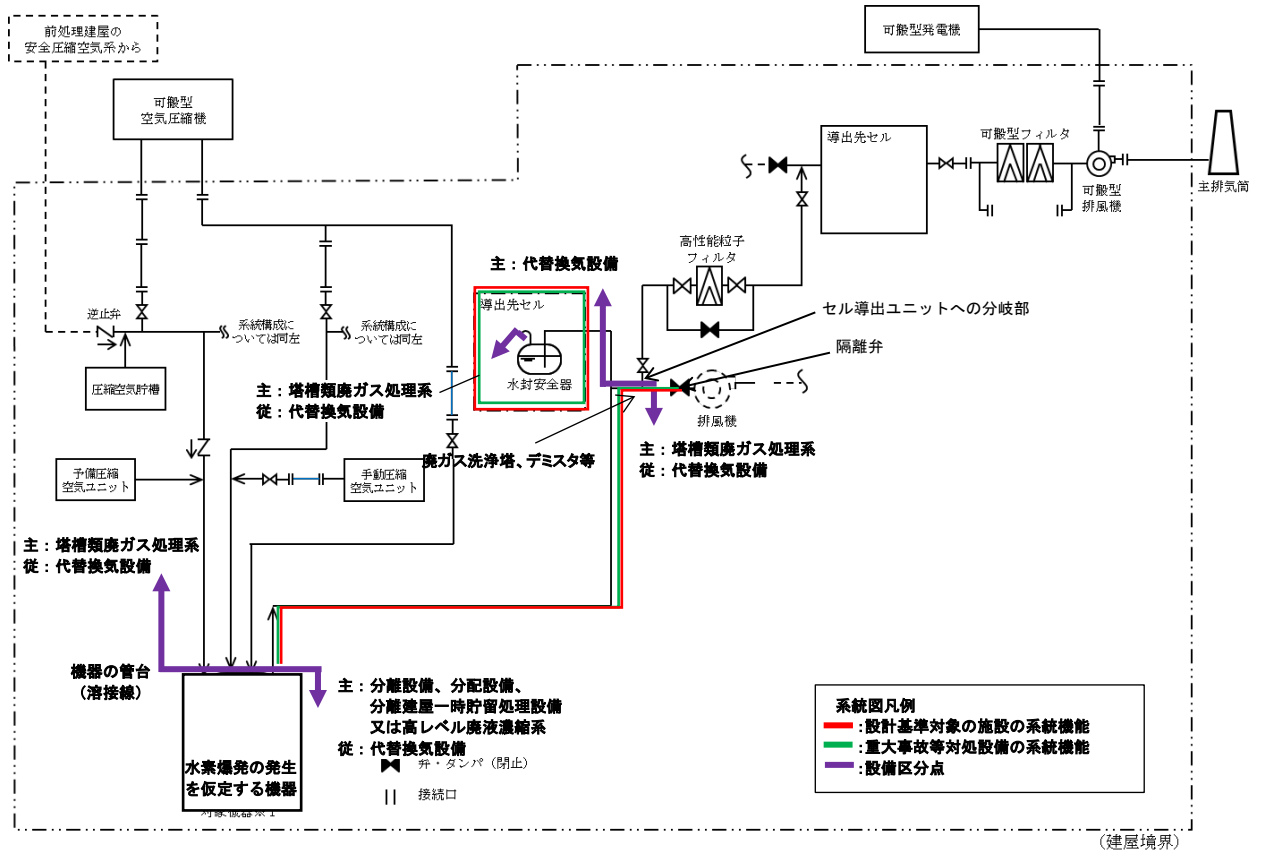 前処理建屋の
安全圧縮空気系から
可搬型
空気圧縮機
可搬型発電機
導出先セル
可搬型フィルタ
可搬型
排風機
主排気筒
高性能粒子
フィルタ
主：代替換気設備
導出先セル
水封安全器
セル導出ユニットへの分岐部
隔離弁
排風機
逆止弁
系統構成に
ついては同左
系統構成に
ついては同左
圧縮空気貯槽
主：塔槽類廃ガス処理系
従：代替換気設備
廃ガス洗浄塔、デミスタ等
主：塔槽類廃ガス処理系
従：代替換気設備
予備圧縮
空気ユニット
手動圧縮
空気ユニット
主：塔槽類廃ガス処理系
従：代替換気設備
機器の管台
（溶接線）
主：分離設備、分配設備、
分離建屋一時貯留処理設備
又は高レベル廃液濃縮系
従：代替換気設備
水素爆発の発生
を仮定する機器
対象機器※1
弁・ダンパ（閉止）
接続口
系統図凡例
：設計基準対象の施設の系統機能
：重大事故等対処設備の系統機能
：設備区分点
（建屋境界）